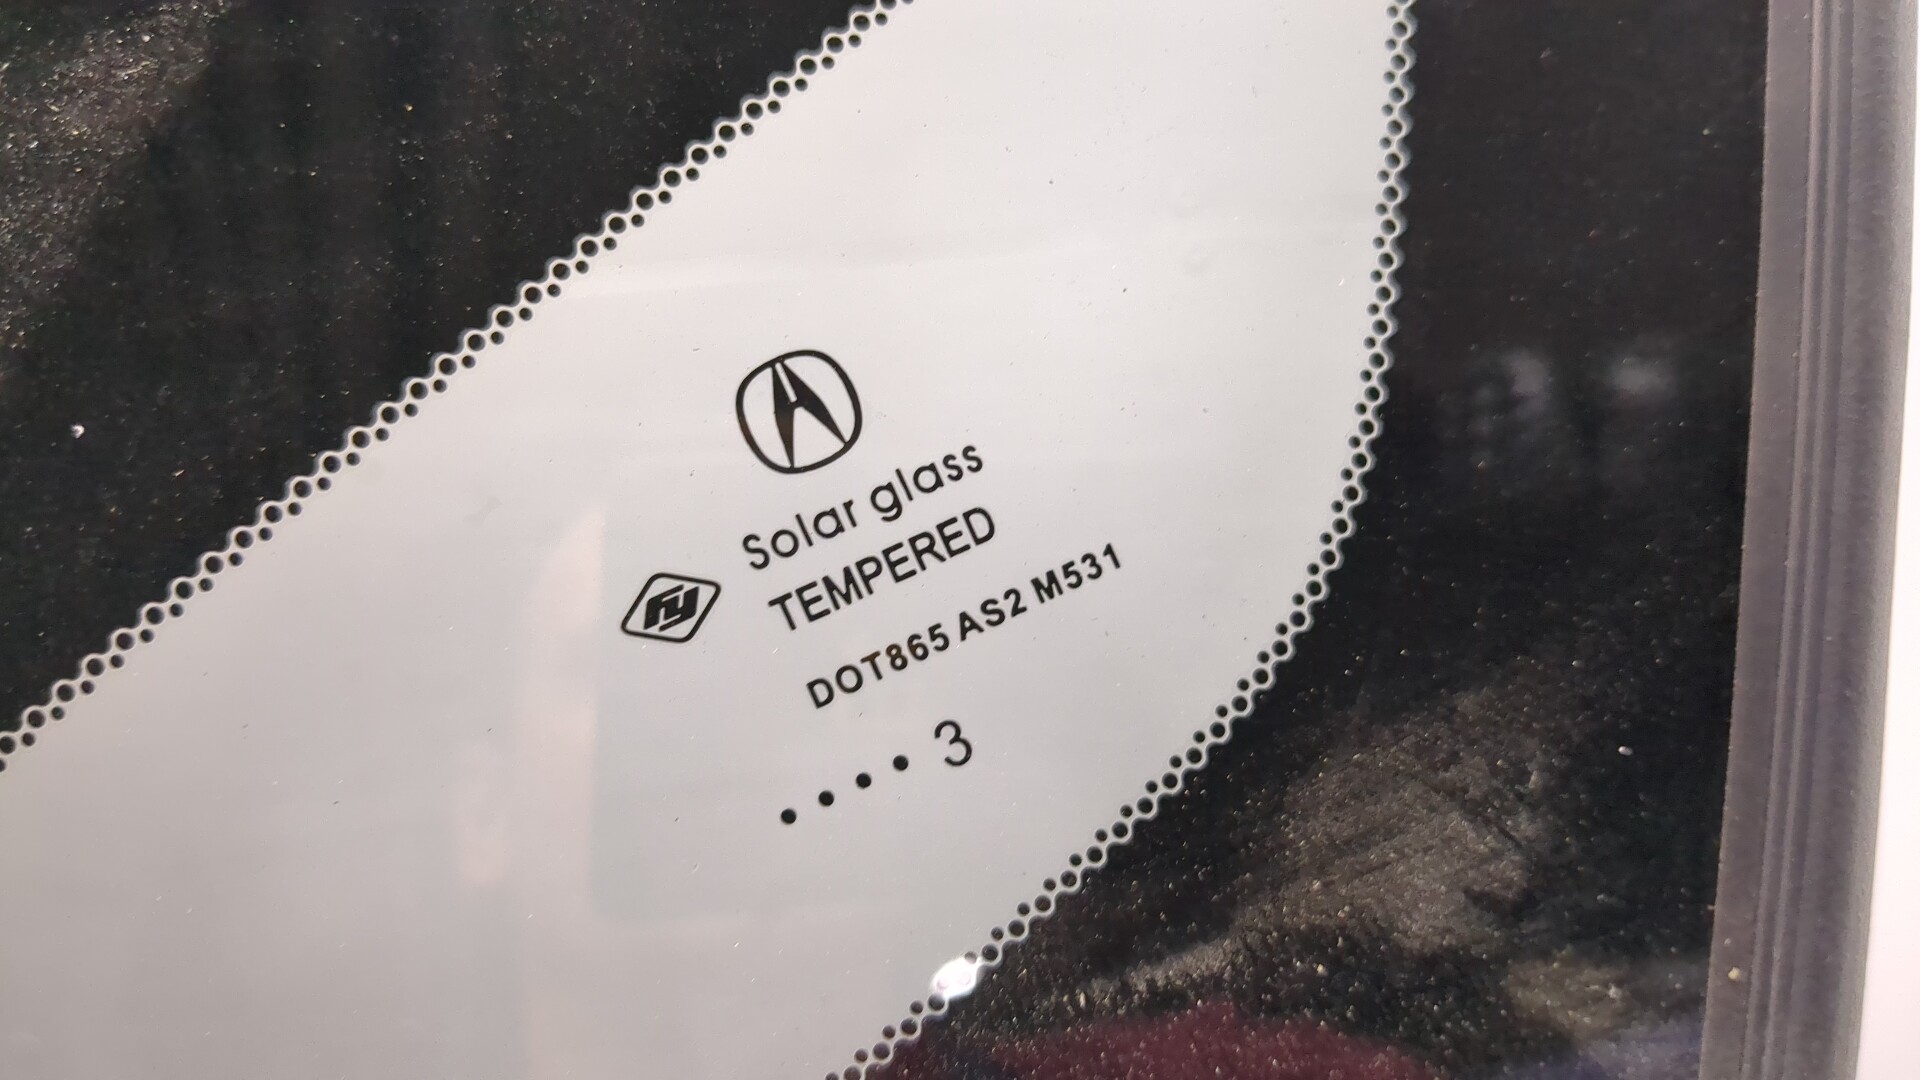 Solar glass
TEMPERED
fy
DOT865 AS2 M531
.... 3